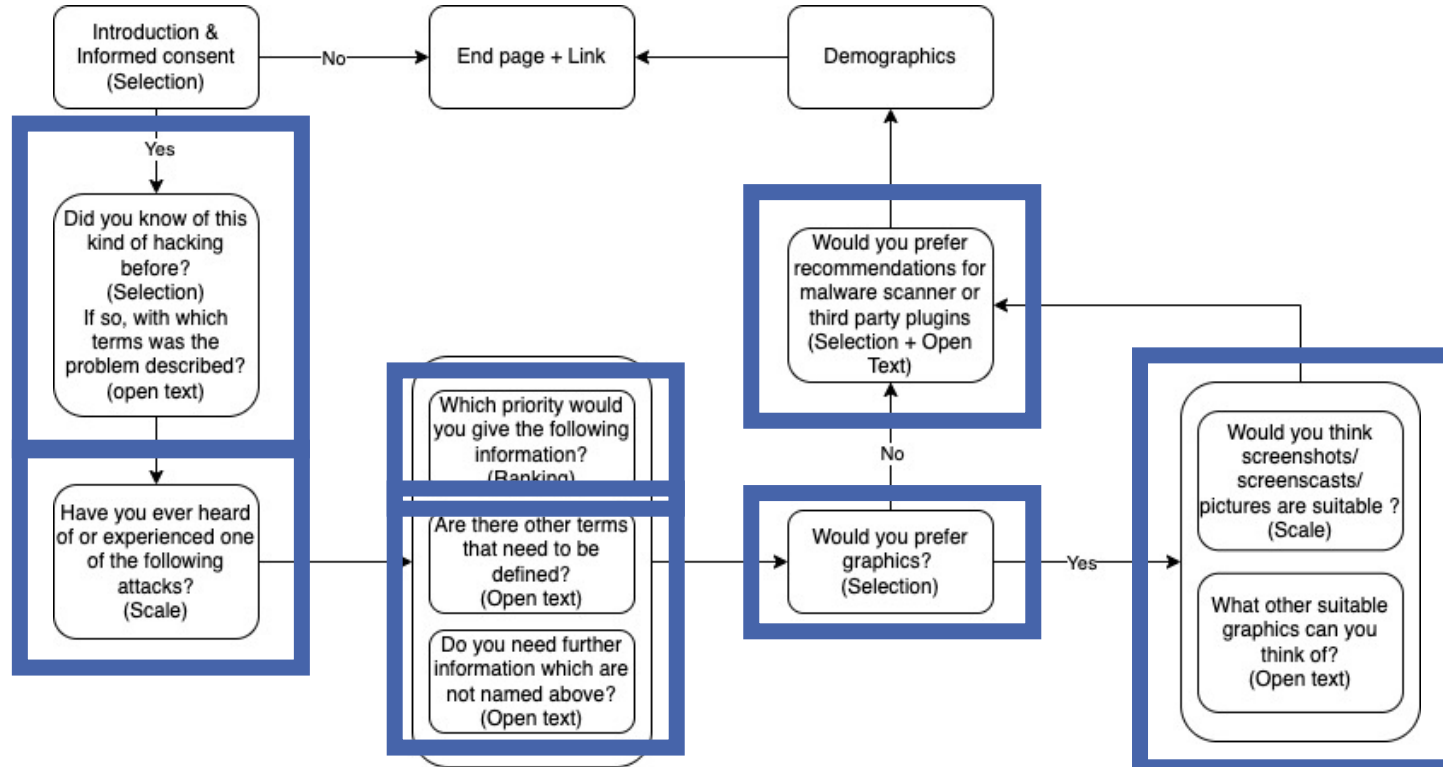 Introduction &
Informed consent
(Selection)
No
End page + Link
Demographics
Yes
Did you know of this
kind of hacking
before?
(Selection)
If so, with which
terms was the
problem described?
(open text)
Have you ever heard
of or experienced one
of the following
attacks?
(Scale)
Which priority would
you give the following
information?
(Ranking)
Are there other terms
that need to be
defined?
(Open text)
Do you need further
information which are
not named above?
(Open text)
Would you prefer
graphics?
(Selection)
No
Would you prefer
recommendations for
malware scanner or
third party plugins
(Selection + Open
Text)
Yes
Would you think
screenshots/
screenscasts/
pictures are suitable ?
(Scale)
What other suitable
graphics can you
think of?
(Open text)